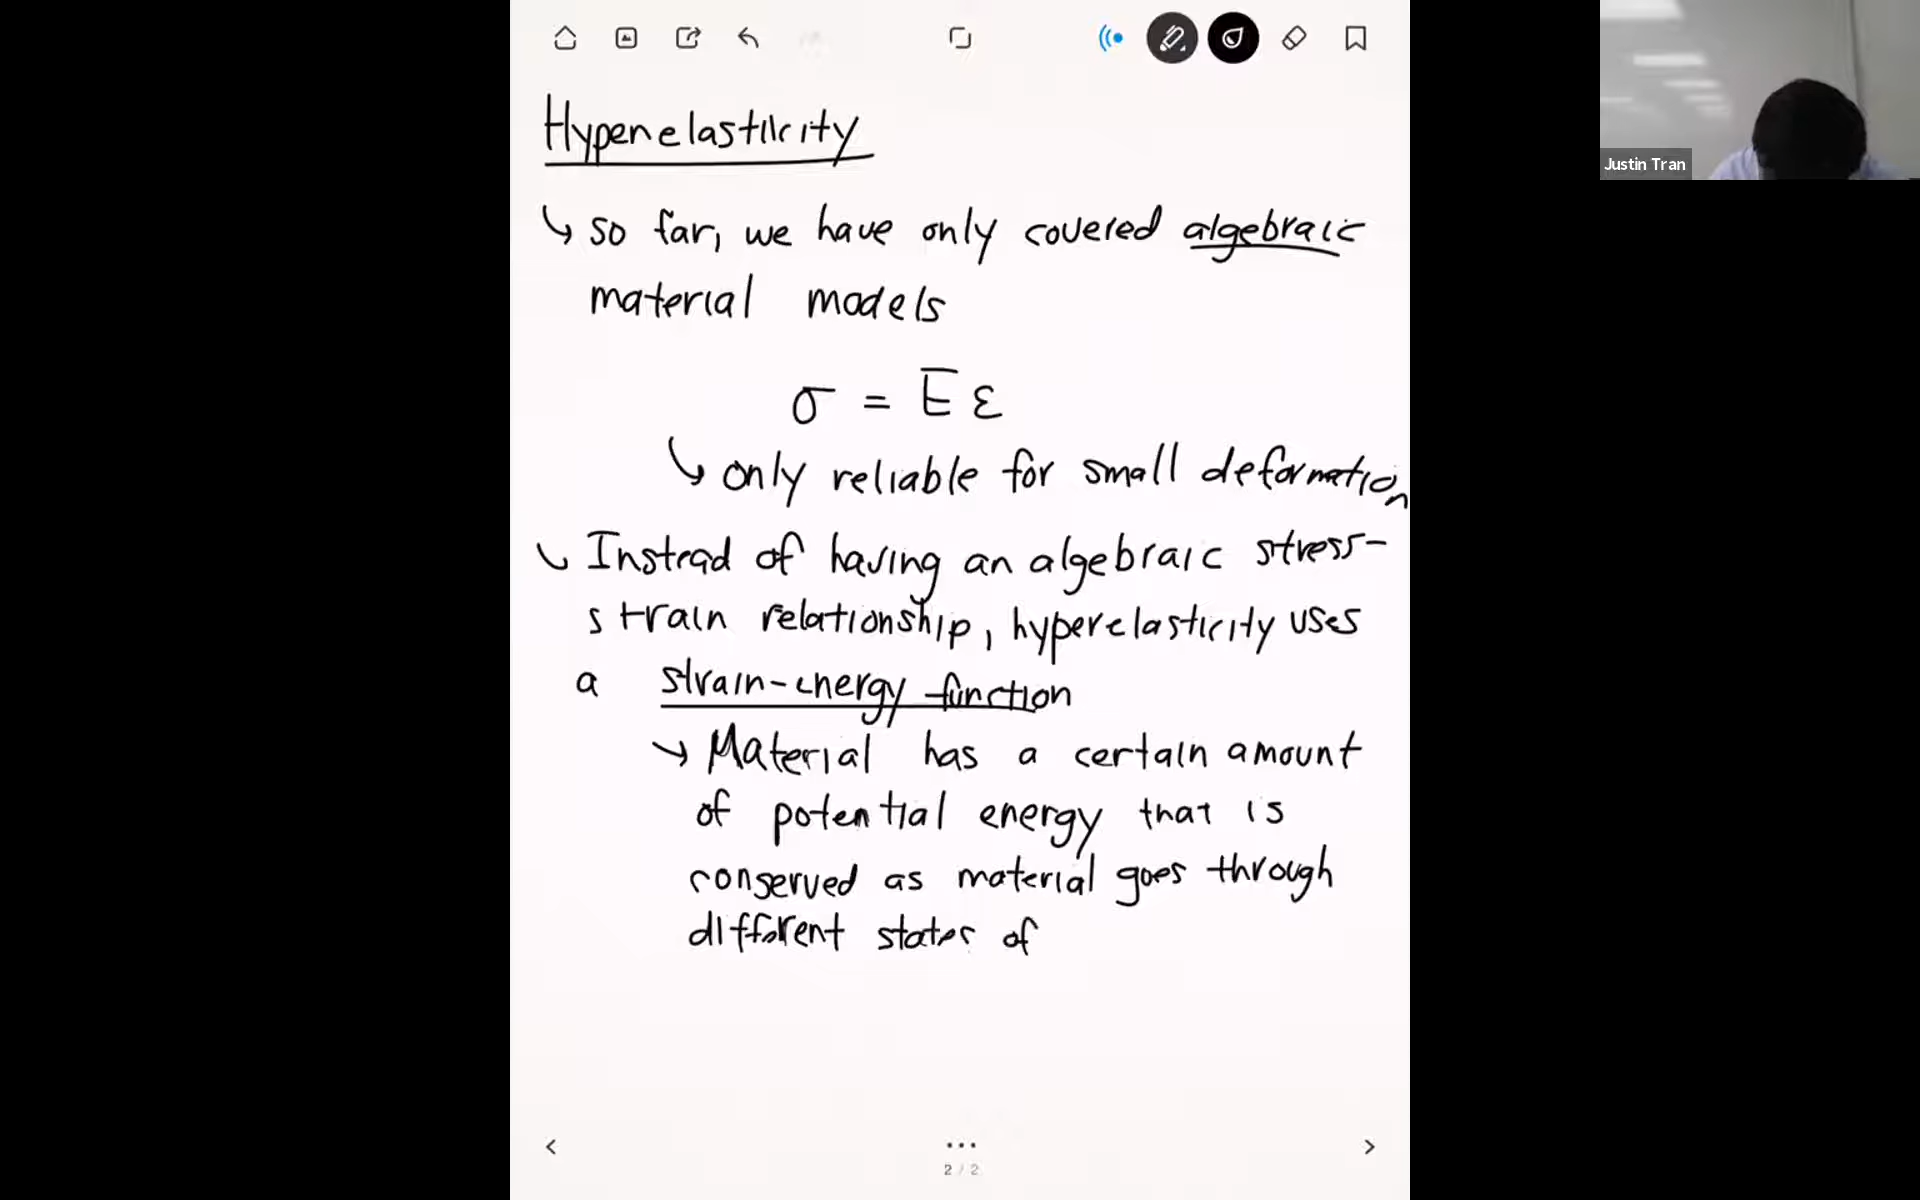 Hyperelasticity
↳ so far, we have only covered algebraic
material models
σ = E ε
↳ only reliable for small deformation
↳ Instead of having an algebraic stress-
strain relationship, hyperelasticity uses
a strain-energy function
→ Material has a certain amount
of potential energy that is
conserved as material goes through
different states of
2 / 2
Justin Tran